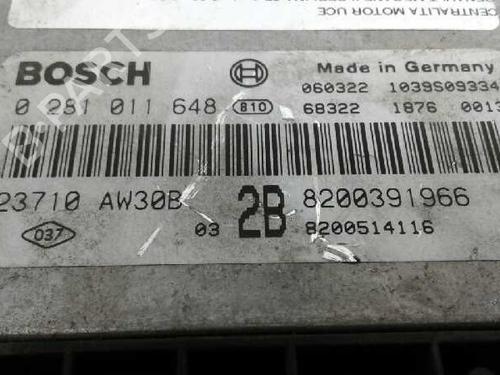 CENTRALITA MOTOR UCE
BOSCH
Made in Germany
060322 1039S09334
0 281 011 648 810
68322 1876 0013
23710 AW30B
2B
8200391966
037
03
8200514116